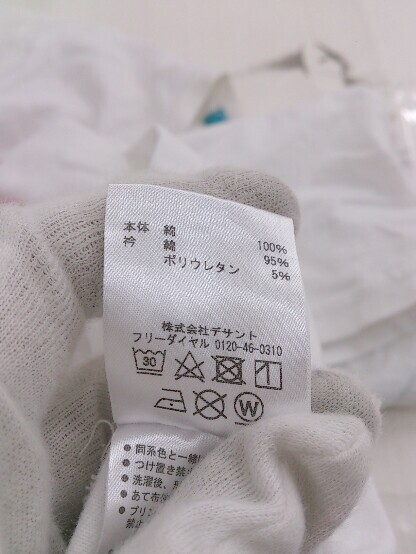 本体 綿 100%
衿 綿 95%
ポリウレタン 5%
株式会社デサント
フリーダイヤル 0120-46-0310
30
W
●同系色と一緒
●つけ置き禁
●洗濯後、
●あて布
●プリン
禁止